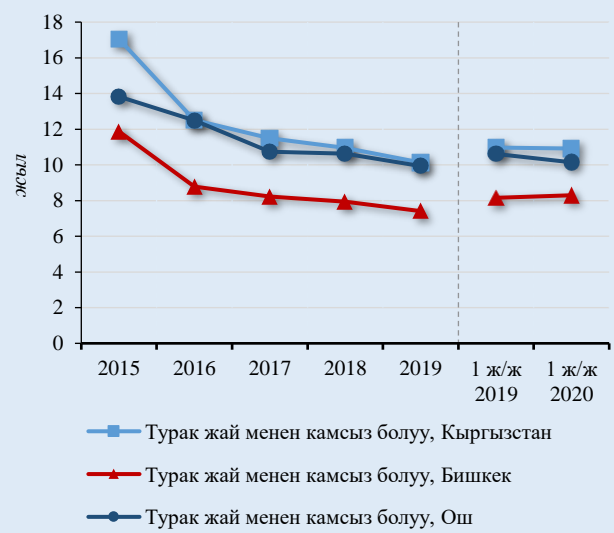 18
16
14
12
10
8
6
4
2
0
жыл
2015 2016 2017 2018 2019 1 ж/ж 2019 1 ж/ж 2020
Турак жай менен камсыз болуу, Кыргызстан
Турак жай менен камсыз болуу, Бишкек
Турак жай менен камсыз болуу, Ош